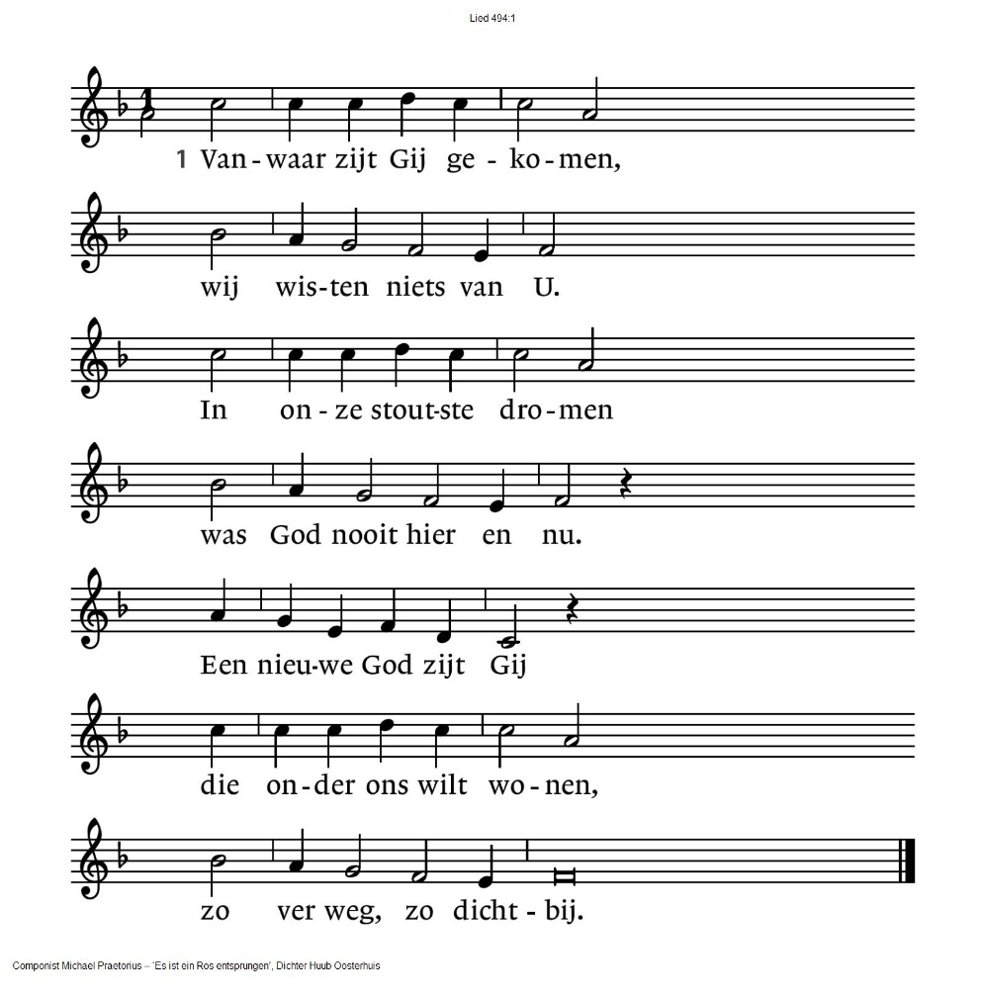 Lied 494:1
1 Van-waar zijt Gij ge - ko-men,
wij wis-ten niets van U.
In on - ze stout-ste dro-men
was God nooit hier en nu.
Een nieu-we God zijt Gij
die on-der ons wilt wo-nen,
zo ver weg, zo dicht - bij.
Componist Michael Praetorius – 'Es ist ein Ros entsprungen', Dichter Huub Oosterhuis